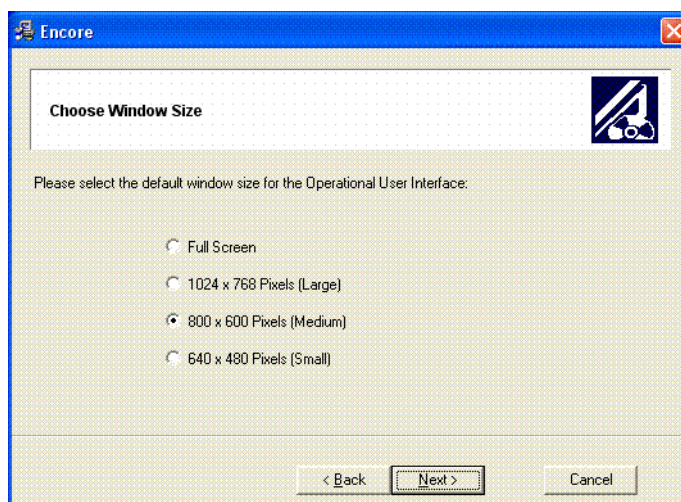 Encore
Choose Window Size
Please select the default window size for the Operational User Interface:
Full Screen
1024 x 768 Pixels (Large)
800 x 600 Pixels (Medium)
640 x 480 Pixels (Small)
< Back Next > Cancel